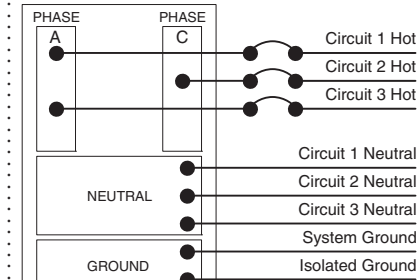 PHASE PHASE
A C
Circuit 1 Hot
Circuit 2 Hot
Circuit 3 Hot
Circuit 1 Neutral
NEUTRAL
Circuit 2 Neutral
Circuit 3 Neutral
System Ground
GROUND
Isolated Ground